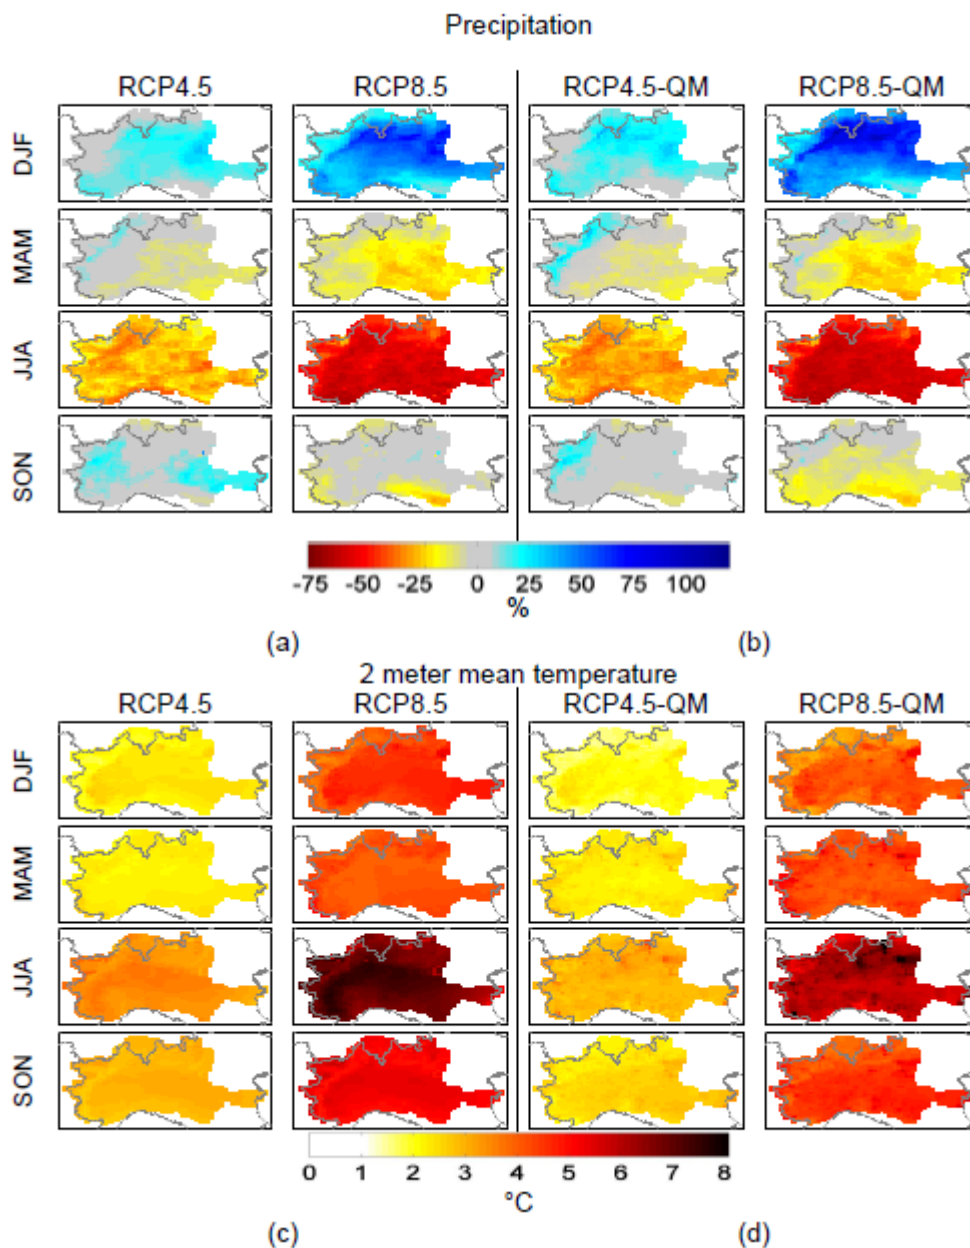 Precipitation
RCP4.5 RCP8.5 RCP4.5-QM RCP8.5-QM
DJF
MAM
JJA
SON
-75 -50 -25 0 25 50 75 100
%
(a) (b)
2 meter mean temperature
RCP4.5 RCP8.5 RCP4.5-QM RCP8.5-QM
DJF
MAM
JJA
SON
0 1 2 3 4 5 6 7 8
°C
(c) (d)